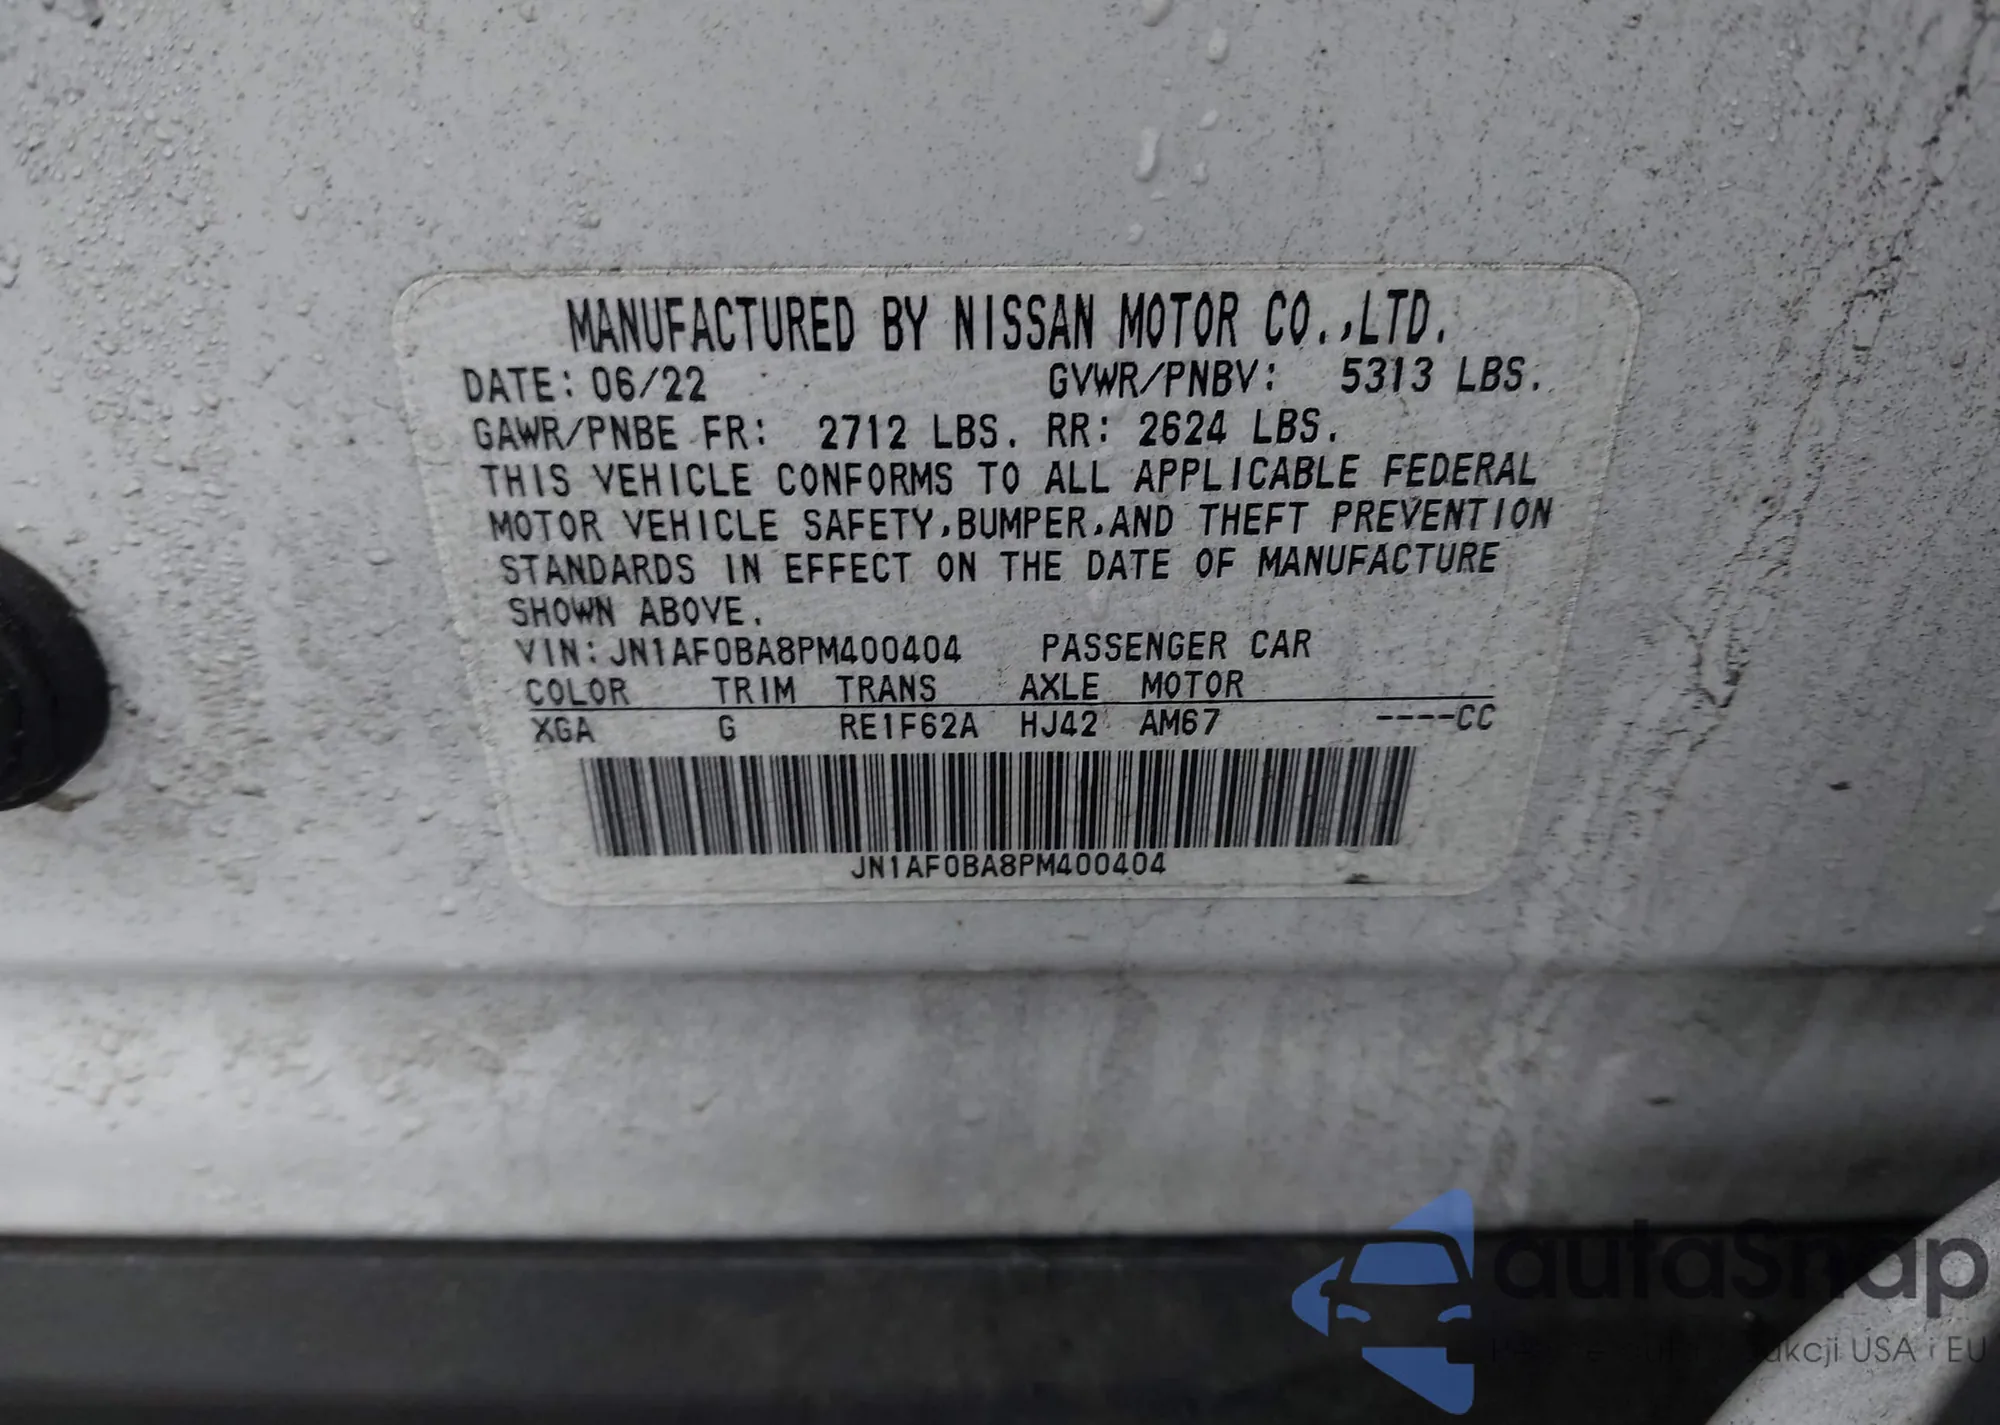 MANUFACTURED BY NISSAN MOTOR CO.,LTD.
DATE: 06/22 GVWR/PNBV: 5313 LBS.
GAWR/PNBE FR: 2712 LBS. RR: 2624 LBS.
THIS VEHICLE CONFORMS TO ALL APPLICABLE FEDERAL
MOTOR VEHICLE SAFETY,BUMPER,AND THEFT PREVENTION
STANDARDS IN EFFECT ON THE DATE OF MANUFACTURE
SHOWN ABOVE.
VIN: JN1AF0BA8PM400404 PASSENGER CAR
COLOR TRIM TRANS AXLE MOTOR
XGA G RE1F62A HJ42 AM67 ----CC
JN1AF0BA8PM400404
autaSnap
USA i EU